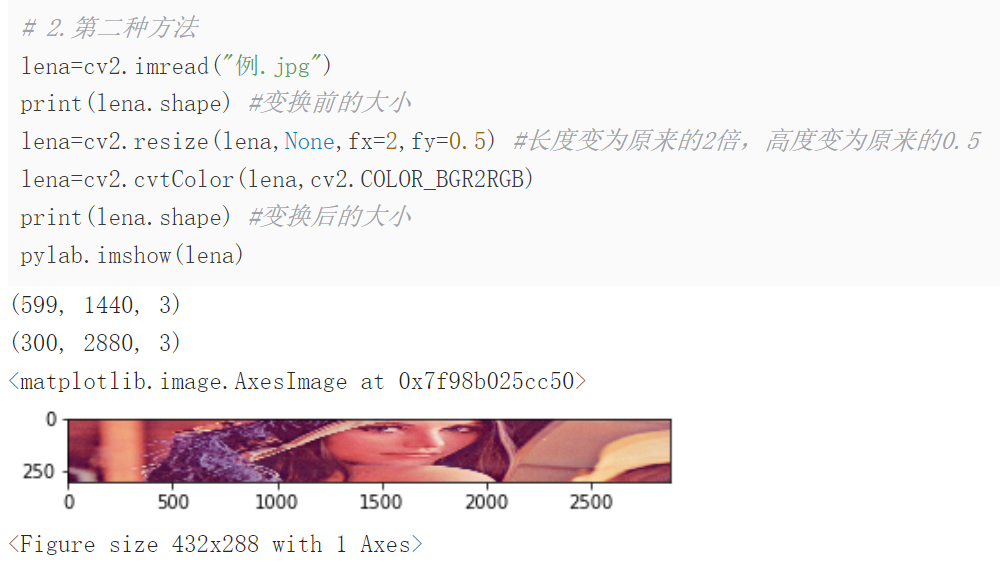 # 2.第二种方法
lena=cv2.imread("例.jpg")
print(lena.shape) #变换前的大小
lena=cv2.resize(lena,None,fx=2,fy=0.5) #长度变为原来的2倍，高度变为原来的0.5
lena=cv2.cvtColor(lena,cv2.COLOR_BGR2RGB)
print(lena.shape) #变换后的大小
pylab.imshow(lena)
(599, 1440, 3)
(300, 2880, 3)
<matplotlib.image.AxesImage at 0x7f98b025cc50>
0
250
0 500 1000 1500 2000 2500
<Figure size 432x288 with 1 Axes>